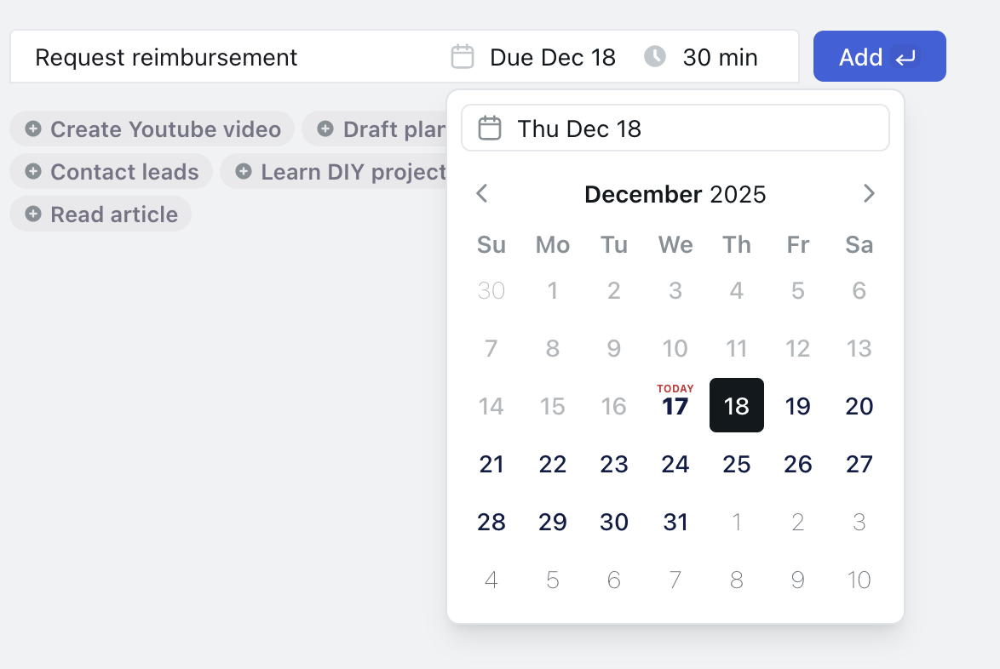 Request reimbursement Due Dec 18 30 min Add
Create Youtube video Draft plan
Contact leads Learn DIY project
Read article
Thu Dec 18
December 2025
Su Mo Tu We Th Fr Sa
30 1 2 3 4 5 6
7 8 9 10 11 12 13
TODAY
14 15 16 17 18 19 20
21 22 23 24 25 26 27
28 29 30 31 1 2 3
4 5 6 7 8 9 10